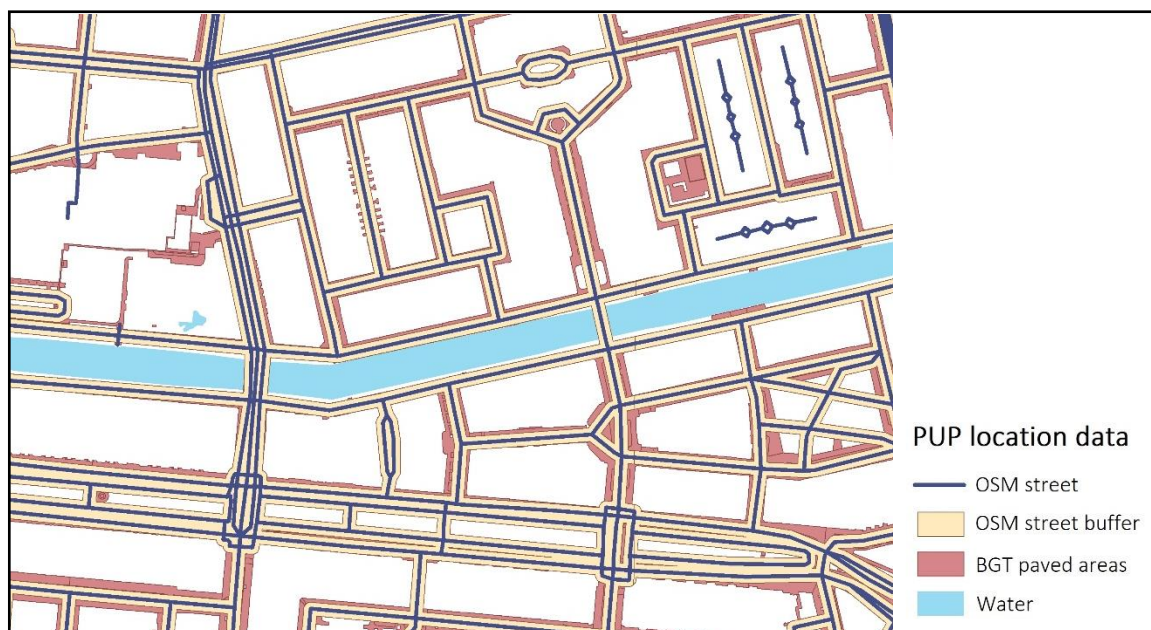 PUP location data
OSM street
OSM street buffer
BGT paved areas
Water